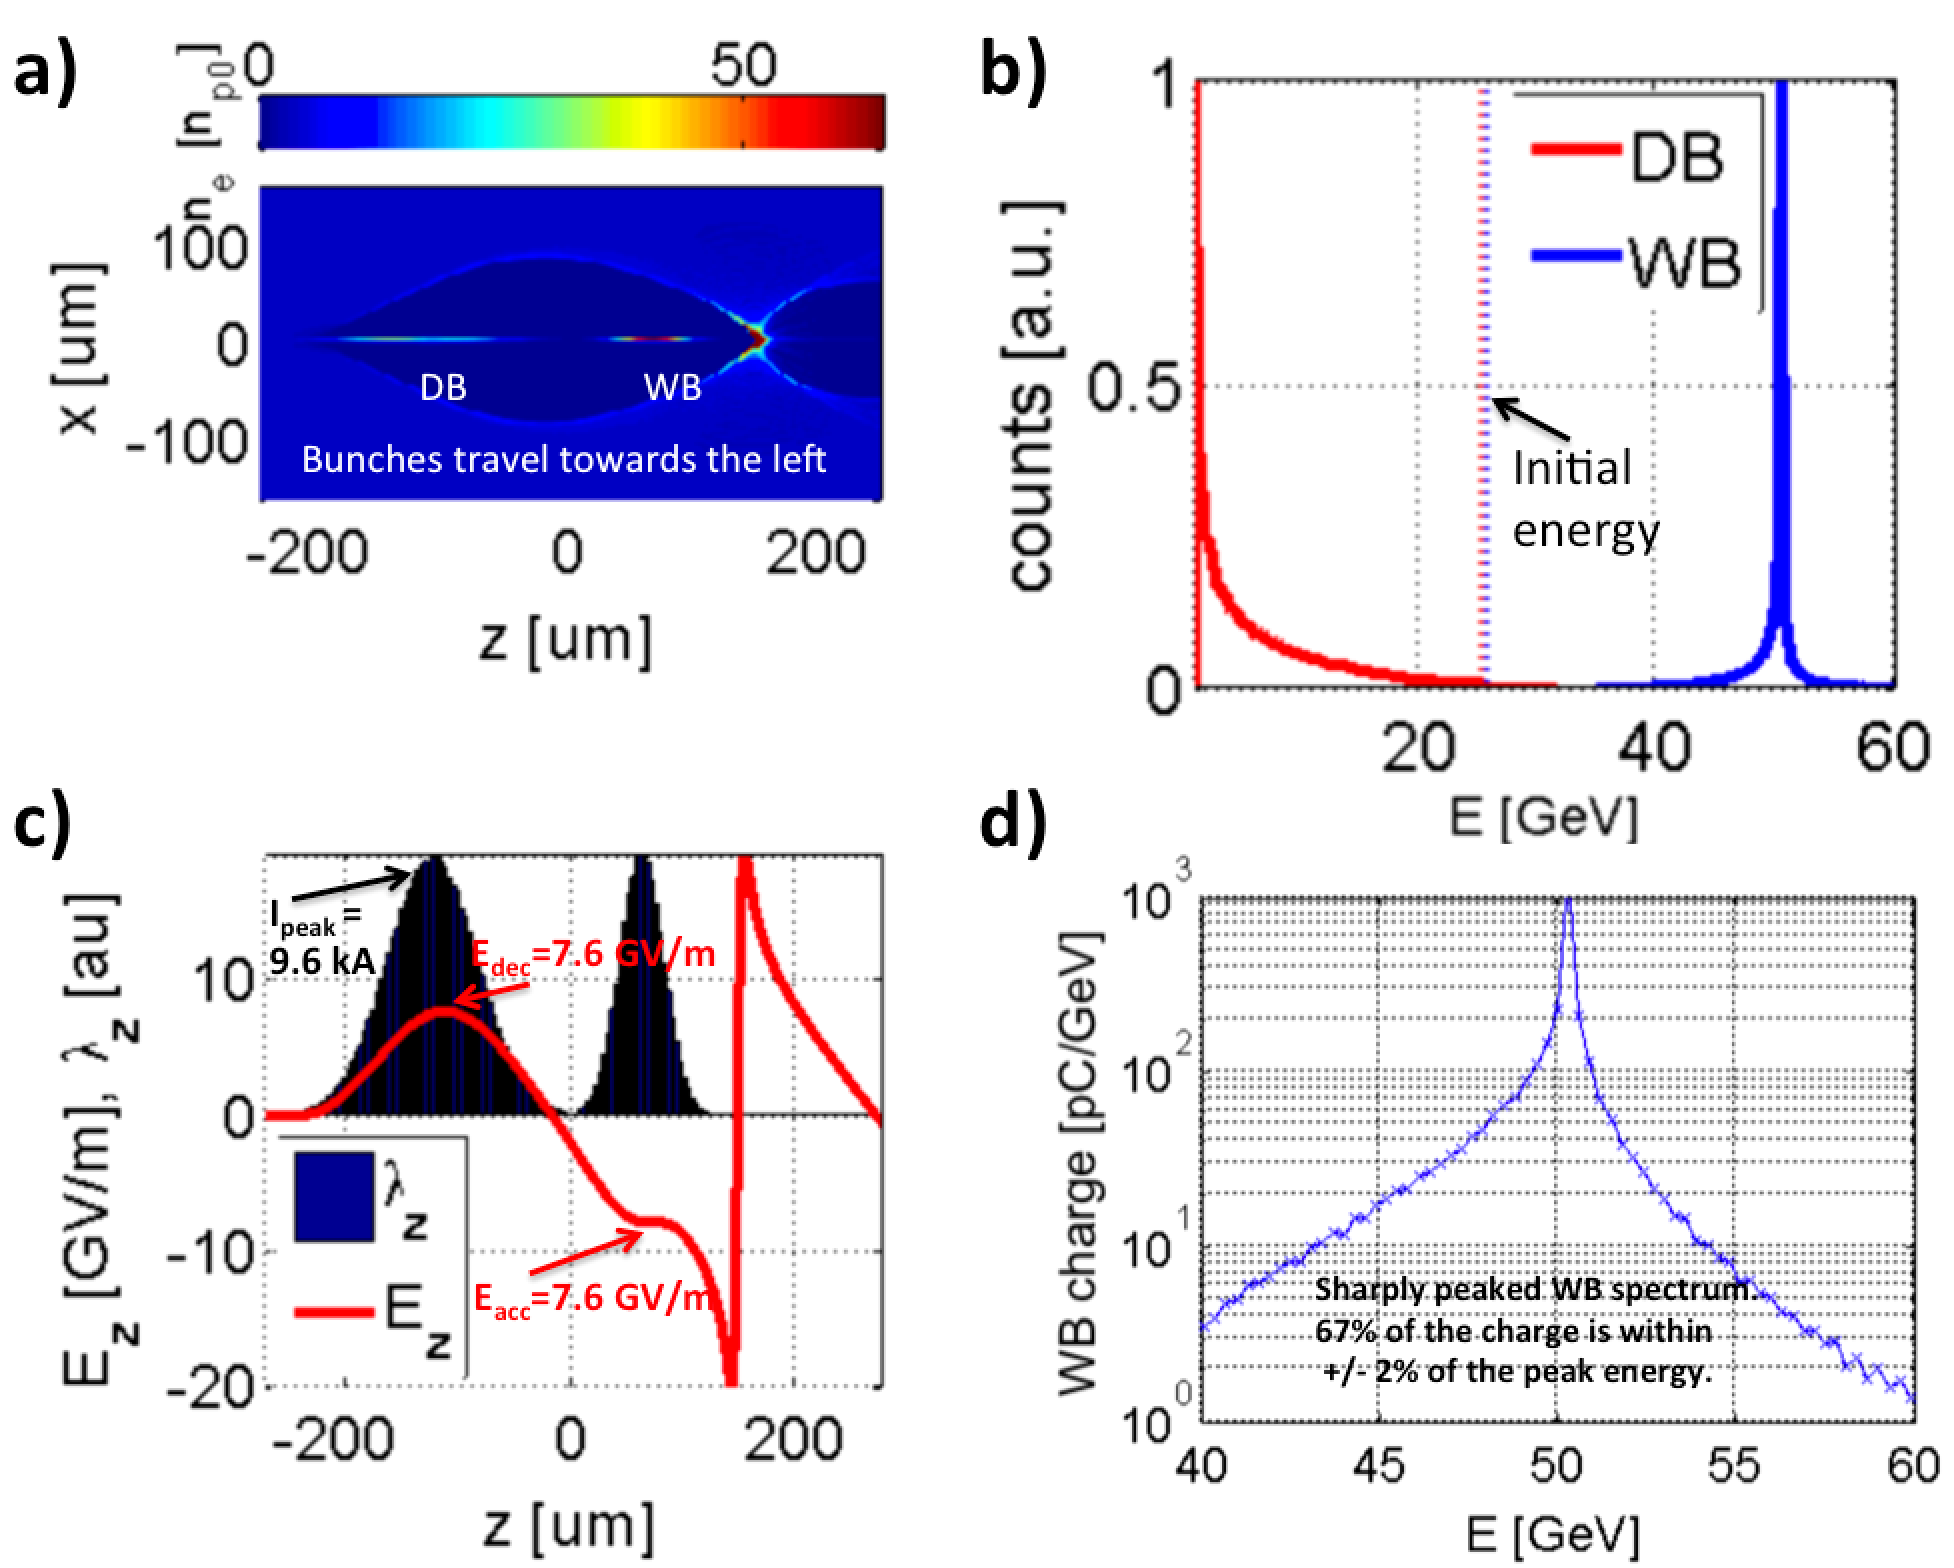 a)
0 50
n_e [n_p0]
100
0
-100
x [um]
DB WB
Bunches travel towards the left
-200 0 200
z [um]
b)
1
0.5
0
counts [a.u.]
DB
WB
Initial
energy
20 40 60
E [GeV]
c)
I_peak =
9.6 kA
E_dec=7.6 GV/m
10
0
-10
-20
E_z [GV/m], λ_z [au]
λ_z
E_z
E_acc=7.6 GV/m
-200 0 200
z [um]
d)
10^3
10^2
10^1
10^0
WB charge [pC/GeV]
Sharply peaked WB spectrum.
67% of the charge is within
+/- 2% of the peak energy.
40 45 50 55 60
E [GeV]